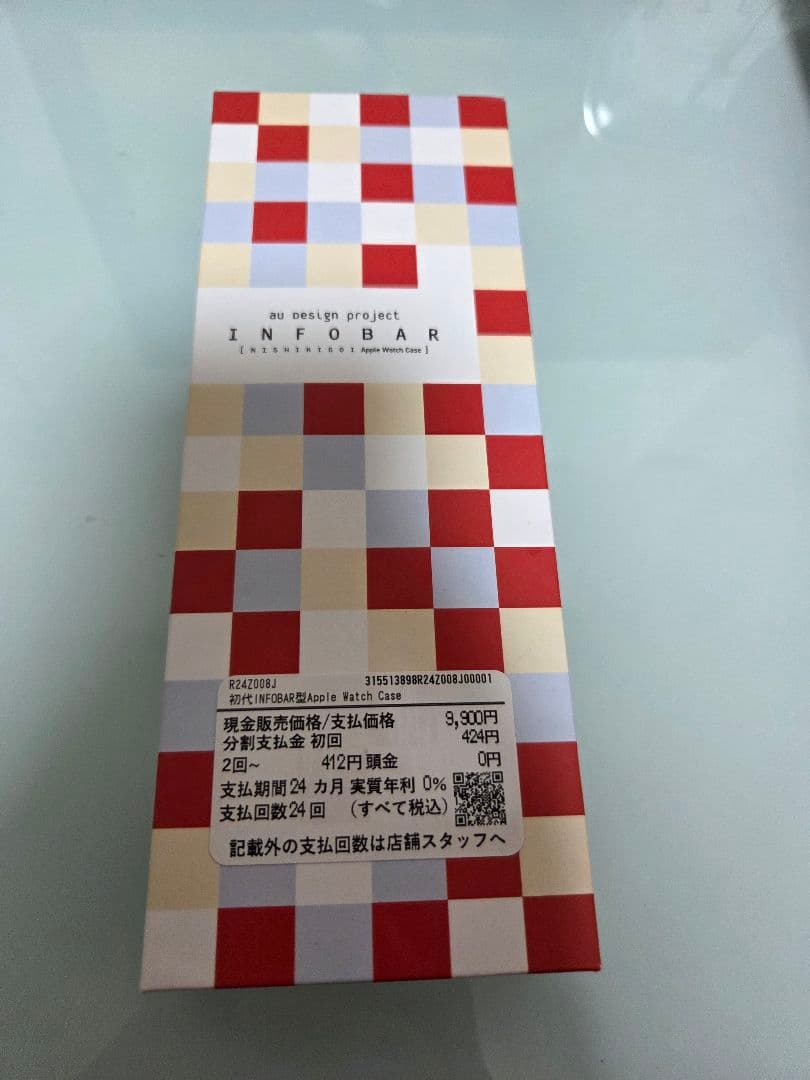 au Design project
INFOBAR
[ NISHIKIGOI Apple Watch Case ]
R24Z008J 315513898R24Z008J00001
初代INFOBAR型Apple Watch Case
現金販売価格/支払価格 9,900円
分割支払金 初回 424円
2回~ 412円 頭金 0円
支払期間 24 カ月 実質年利 0%
支払回数 24 回 (すべて税込)
記載外の支払回数は店舗スタッフへ